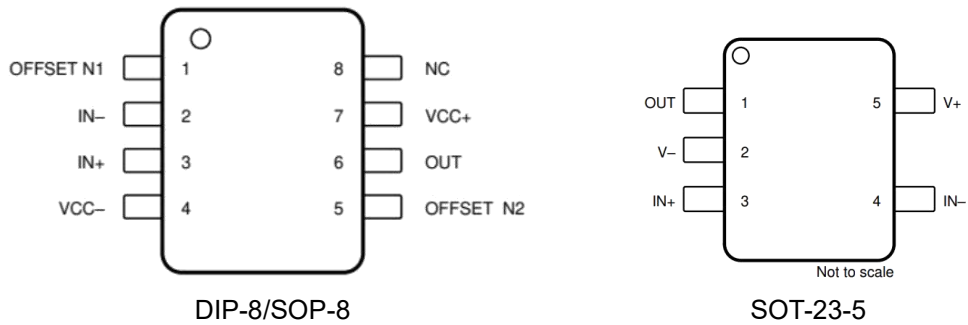 OFFSET N1 1 8 NC
IN– 2 7 VCC+
IN+ 3 6 OUT
VCC– 4 5 OFFSET N2
DIP-8/SOP-8
OUT 1 5 V+
V– 2
IN+ 3 4 IN–
Not to scale
SOT-23-5